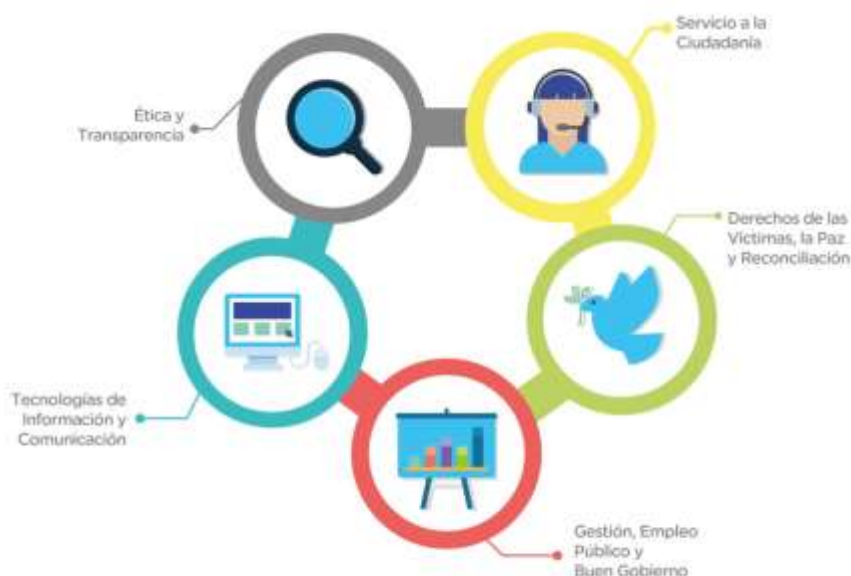 Servicio a la
Ciudadanía
Ética y
Transparencia
Derechos de las
Víctimas, la Paz
y Reconciliación
Tecnologías de
Información y
Comunicación
Gestión, Empleo
Público y
Buen Gobierno